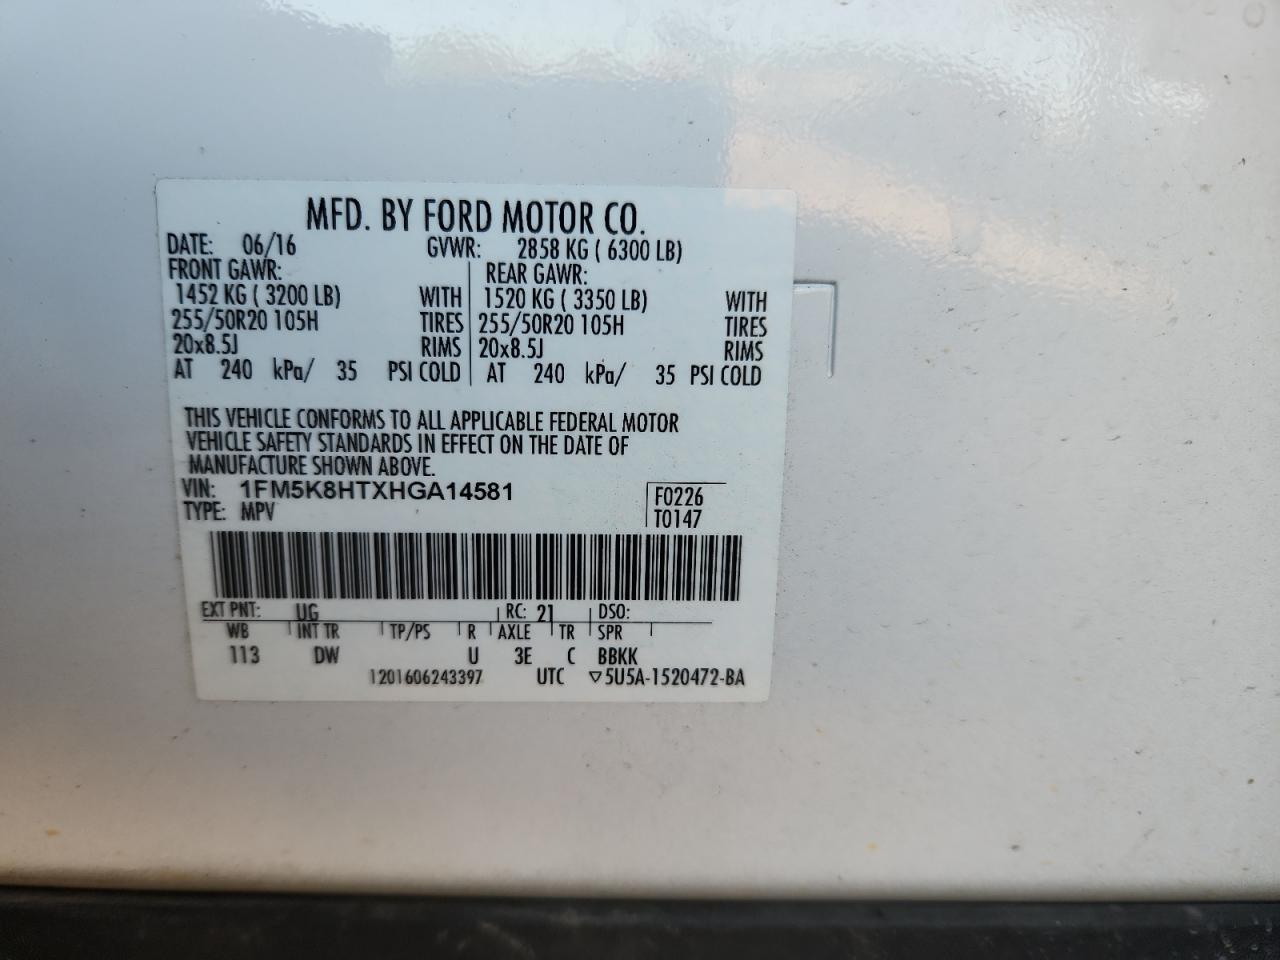 MFD. BY FORD MOTOR CO.
DATE: 06/16 GVWR: 2858 KG ( 6300 LB)
FRONT GAWR: REAR GAWR:
1452 KG ( 3200 LB) WITH 1520 KG ( 3350 LB) WITH
255/50R20 105H TIRES 255/50R20 105H TIRES
20x8.5J RIMS 20x8.5J RIMS
AT 240 kPa/ 35 PSI COLD AT 240 kPa/ 35 PSI COLD
THIS VEHICLE CONFORMS TO ALL APPLICABLE FEDERAL MOTOR
VEHICLE SAFETY STANDARDS IN EFFECT ON THE DATE OF
MANUFACTURE SHOWN ABOVE.
VIN: 1FM5K8HTXHGA14581 F0226
TYPE: MPV T0147
EXT PNT: UG RC: 21 DSO:
WB INT TR TP/PS R AXLE TR SPR
113 DW U 3E C BBKK
1201606243397 UTC ▽5U5A-1520472-BA